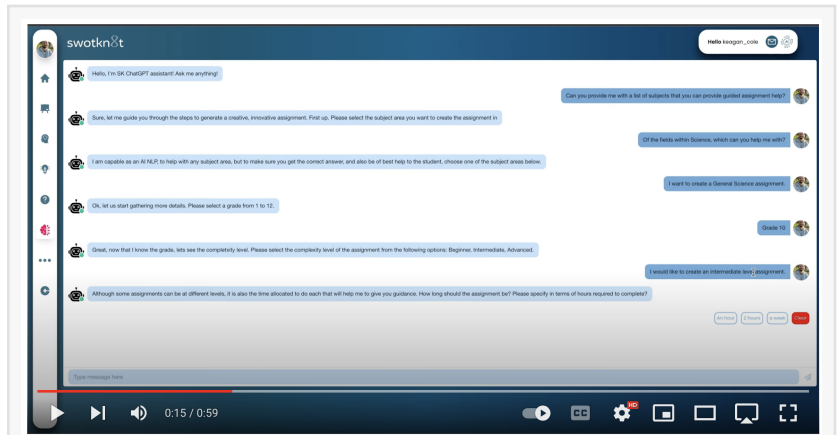 swotkn8t
Hello keagan_cole
Hello, I'm SK ChatGPT assistant! Ask me anything!
Can you provide me with a list of subjects that you can provide guided assignment help?
Sure, let me guide you through the steps to generate a creative, innovative assignment. First up. Please select the subject area you want to create the assignment in
Of the fields within Science, which can you help me with?
I am capable as an AI NLP, to help with any subject area, but to make sure you get the correct answer, and also be of best help to the student, choose one of the subject areas below.
I want to create a General Science assignment.
Ok, let us start gathering more details. Please select a grade from 1 to 12.
Grade 10
Great, now that I know the grade, lets see the completxity level. Please select the complexity level of the assignment from the following options: Beginner, Intermediate, Advanced.
I would like to create an intermediate level assignment.
Although some assignments can be at different levels, it is also the time allocated to do each that will help me to give you guidance. How long should the assignment be? Please specify in terms of hours required to complete?
An hour 2 hours a week Clear
Type message here
0:15 / 0:59
CC
HD